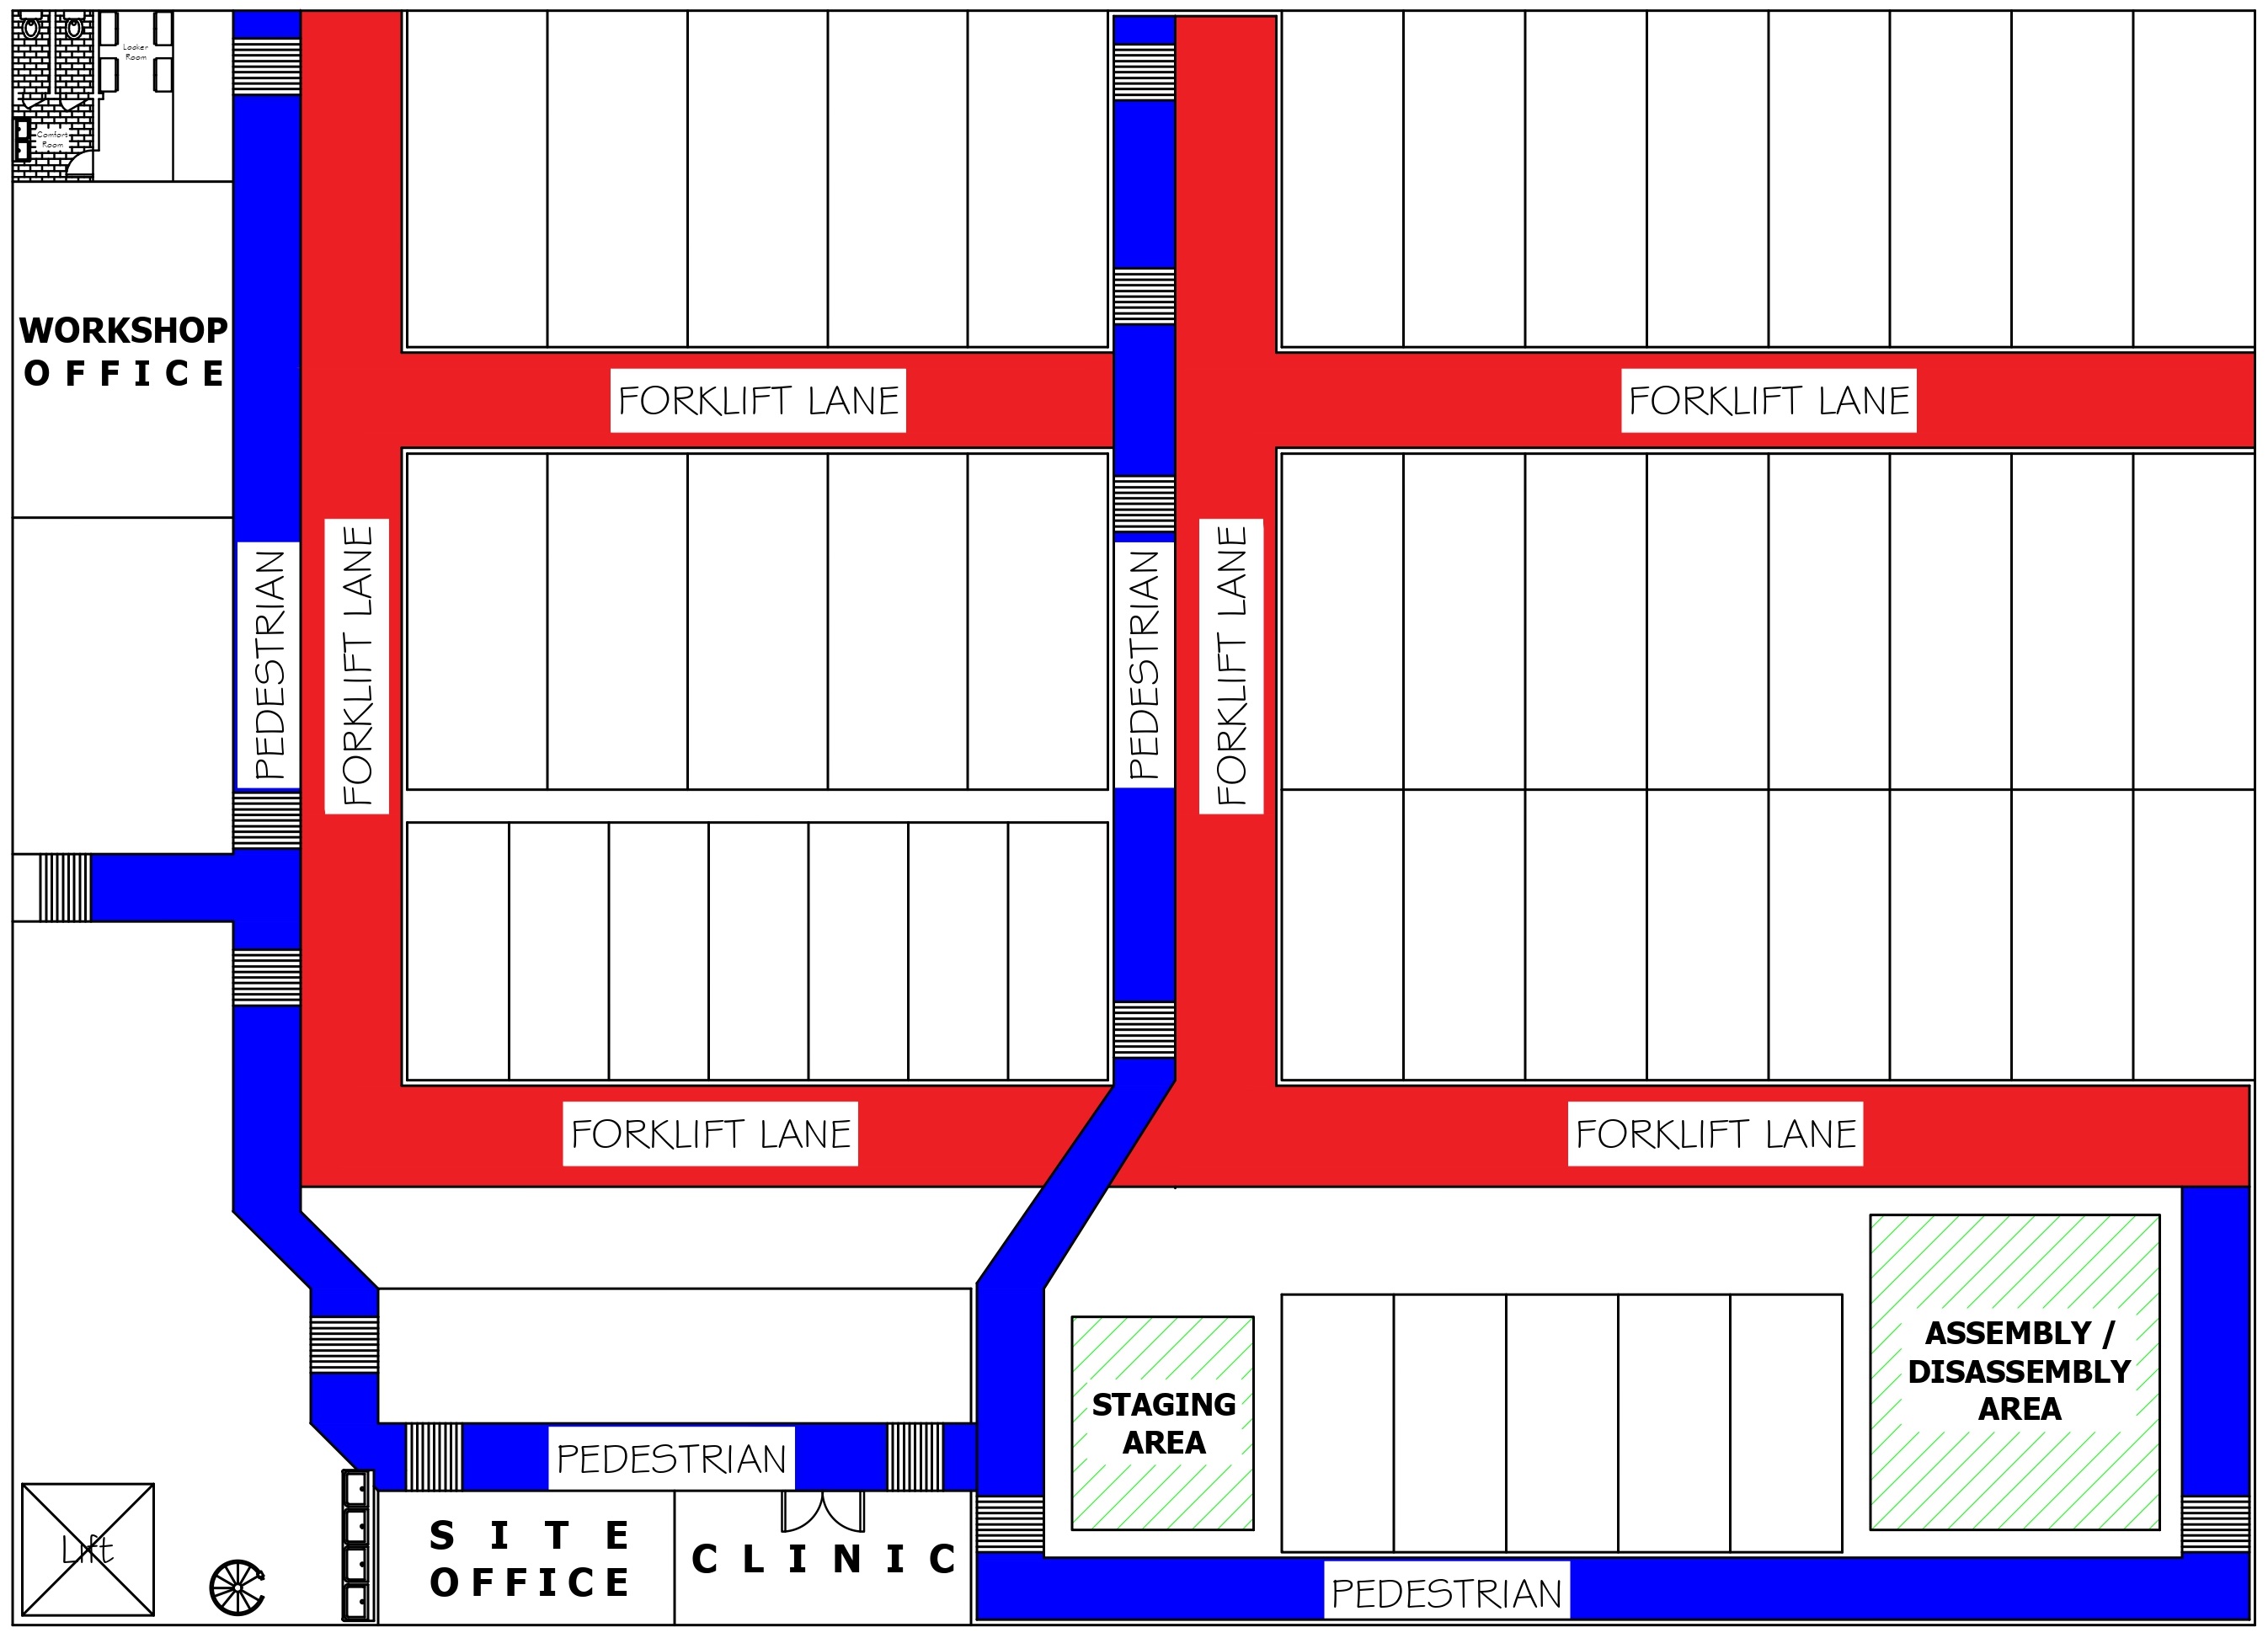 Looker
Room
Comfort
Room
WORKSHOP
OFFICE
FORKLIFT LANE
FORKLIFT LANE
PEDESTRIAN
FORKLIFT LANE
PEDESTRIAN
FORKLIFT LANE
FORKLIFT LANE
FORKLIFT LANE
ASSEMBLY /
DISASSEMBLY
AREA
STAGING
AREA
PEDESTRIAN
Lift
SITE
OFFICE
CLINIC
PEDESTRIAN